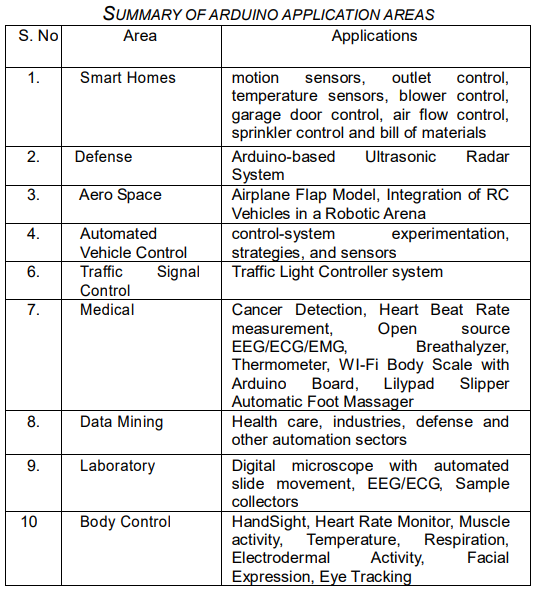 SUMMARY OF ARDUINO APPLICATION AREAS
S. No Area Applications
1. Smart Homes motion sensors, outlet control,
temperature sensors, blower control,
garage door control, air flow control,
sprinkler control and bill of materials
2. Defense Arduino-based Ultrasonic Radar
System
3. Aero Space Airplane Flap Model, Integration of RC
Vehicles in a Robotic Arena
4. Automated control-system experimentation,
Vehicle Control strategies, and sensors
6. Traffic Signal Traffic Light Controller system
Control
7. Medical Cancer Detection, Heart Beat Rate
measurement, Open source
EEG/ECG/EMG, Breathalyzer,
Thermometer, WI-Fi Body Scale with
Arduino Board, Lilypad Slipper
Automatic Foot Massager
8. Data Mining Health care, industries, defense and
other automation sectors
9. Laboratory Digital microscope with automated
slide movement, EEG/ECG, Sample
collectors
10 Body Control HandSight, Heart Rate Monitor, Muscle
activity, Temperature, Respiration,
Electrodermal Activity, Facial
Expression, Eye Tracking